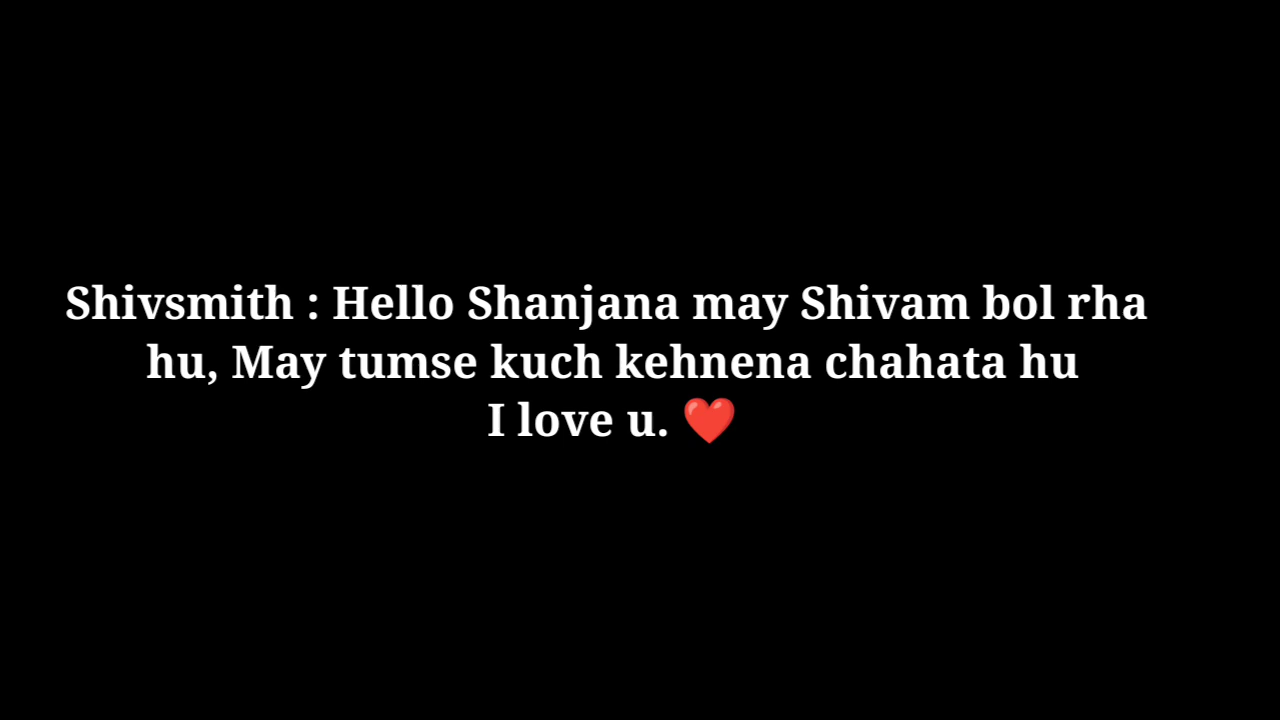 Shivsmith : Hello Shanjana may Shivam bol rha
hu, May tumse kuch kehnena chahata hu
I love u. ❤️